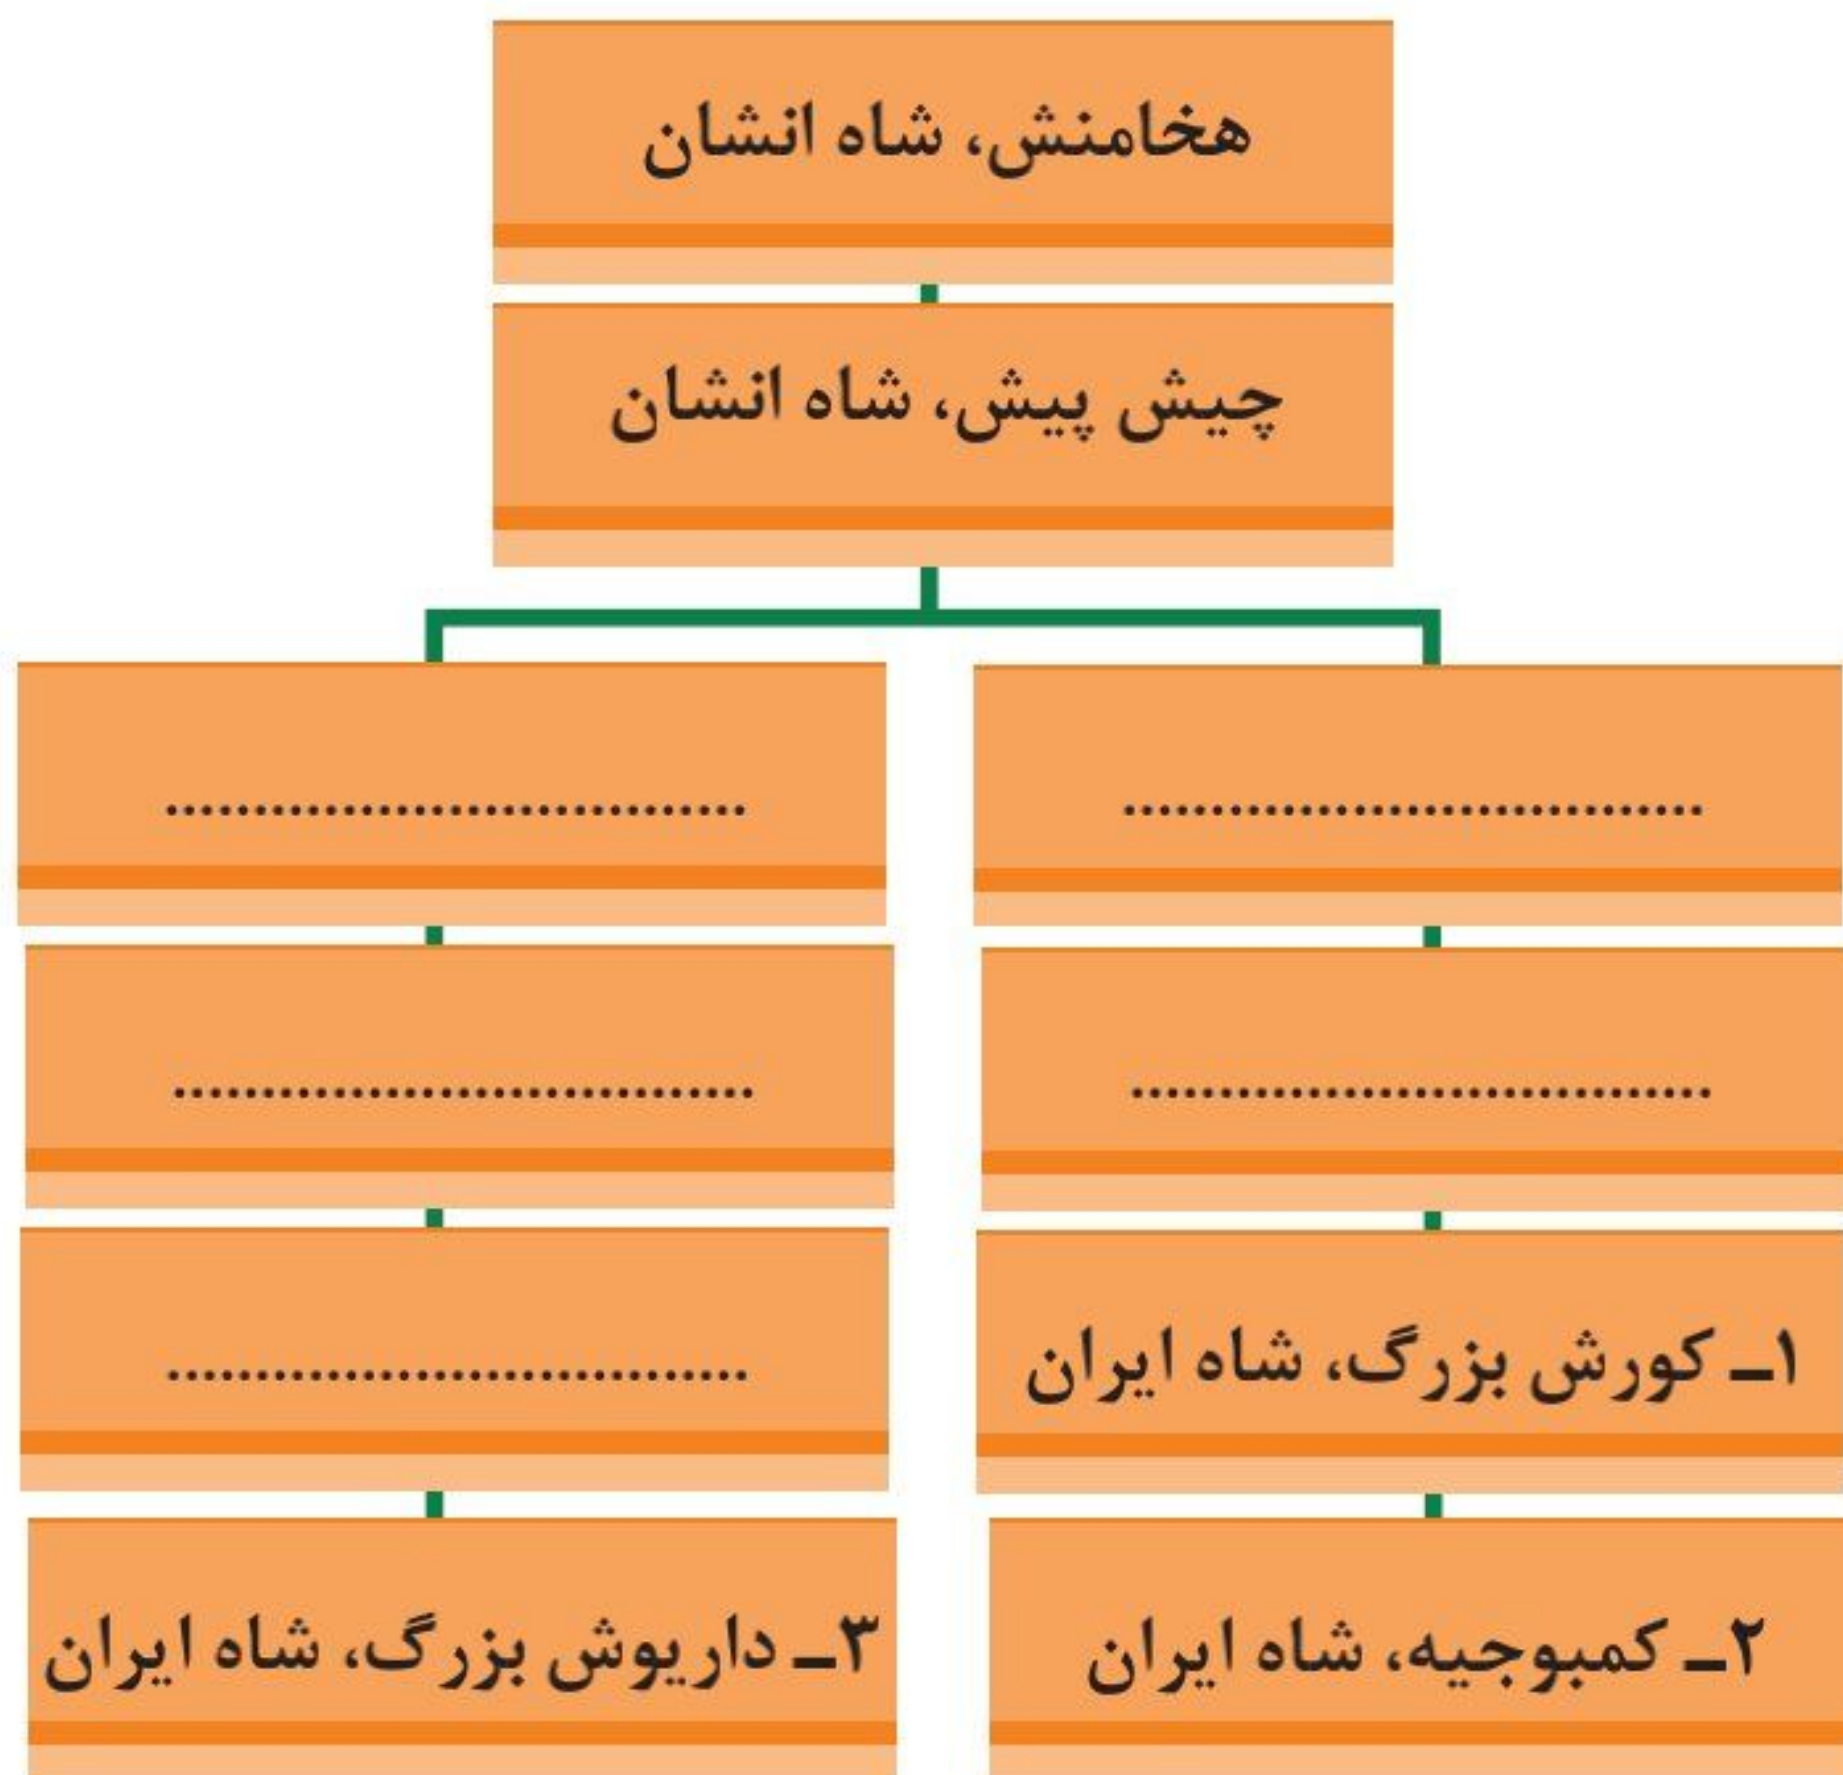 هخامنش، شاه انشان
چیش پیش، شاه انشان
................................. .................................
................................. .................................
۱ـ کورش بزرگ، شاه ایران .................................
۲ـ کمبوجیه، شاه ایران ۳ـ داریوش بزرگ، شاه ایران